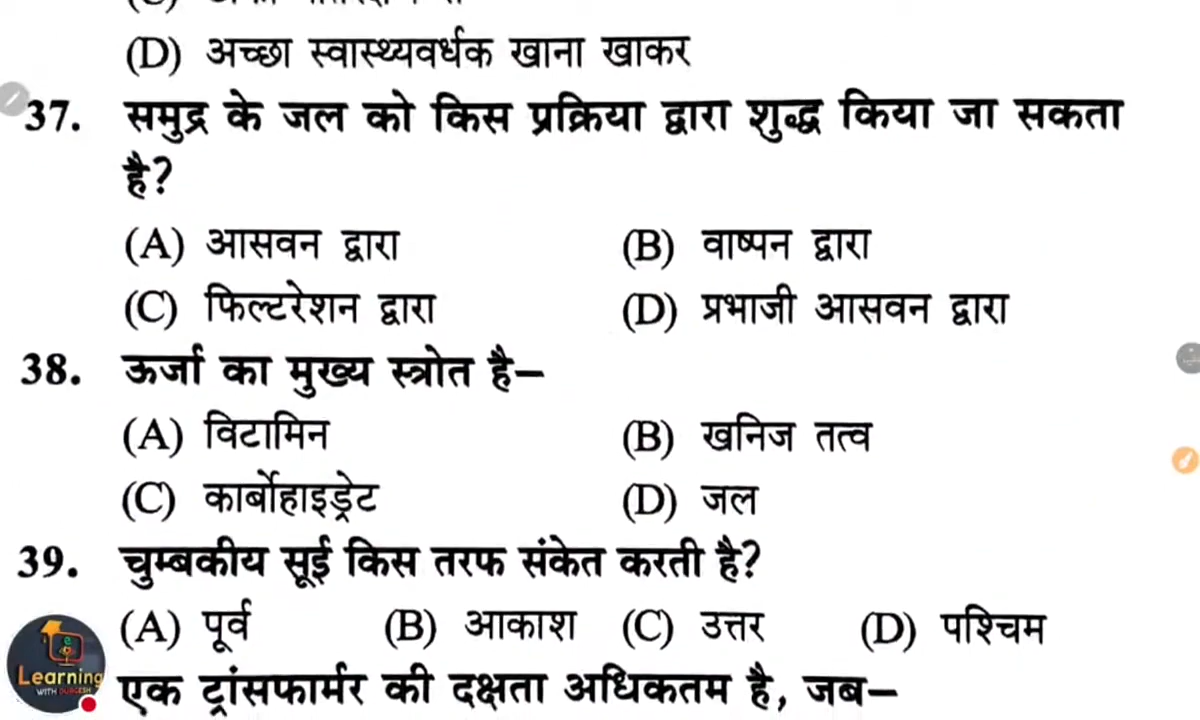 (D) अच्छा स्वास्थ्यवर्धक खाना खाकर
37. समुद्र के जल को किस प्रक्रिया द्वारा शुद्ध किया जा सकता
है?
(A) आसवन द्वारा (B) वाष्पन द्वारा
(C) फिल्टरेशन द्वारा (D) प्रभाजी आसवन द्वारा
38. ऊर्जा का मुख्य स्त्रोत है–
(A) विटामिन (B) खनिज तत्व
(C) कार्बोहाइड्रेट (D) जल
39. चुम्बकीय सूई किस तरफ संकेत करती है?
(A) पूर्व (B) आकाश (C) उत्तर (D) पश्चिम
एक ट्रांसफार्मर की दक्षता अधिकतम है, जब–
Learning
WITH DURGESH